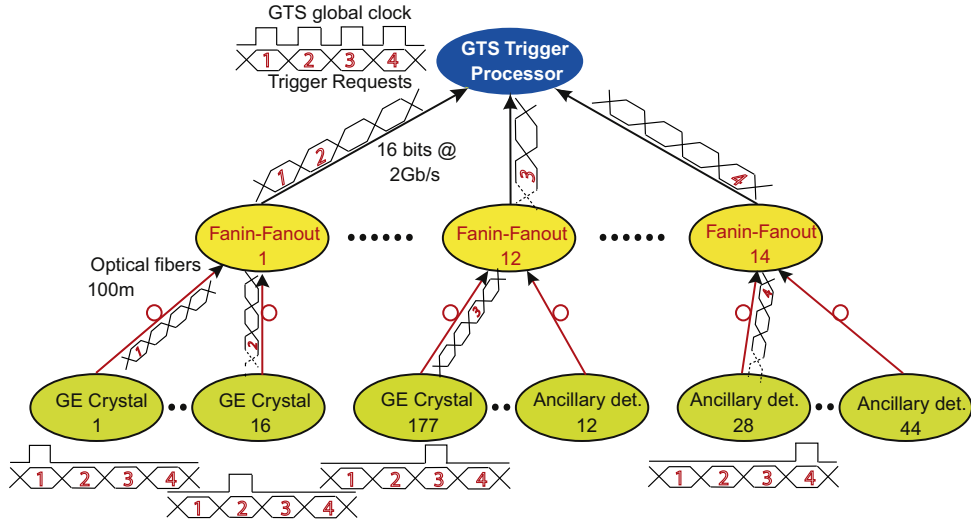 GTS global clock
1 2 3 4
Trigger Requests
GTS Trigger
Processor
16 bits @
2Gb/s
1 2
3
4
Fanin-Fanout
1
Fanin-Fanout
12
Fanin-Fanout
14
Optical fibers
100m
1
2
3
4
GE Crystal
1
GE Crystal
16
GE Crystal
177
Ancillary det.
12
Ancillary det.
28
Ancillary det.
44
1 2 3 4
1 2 3 4
1 2 3 4
1 2 3 4